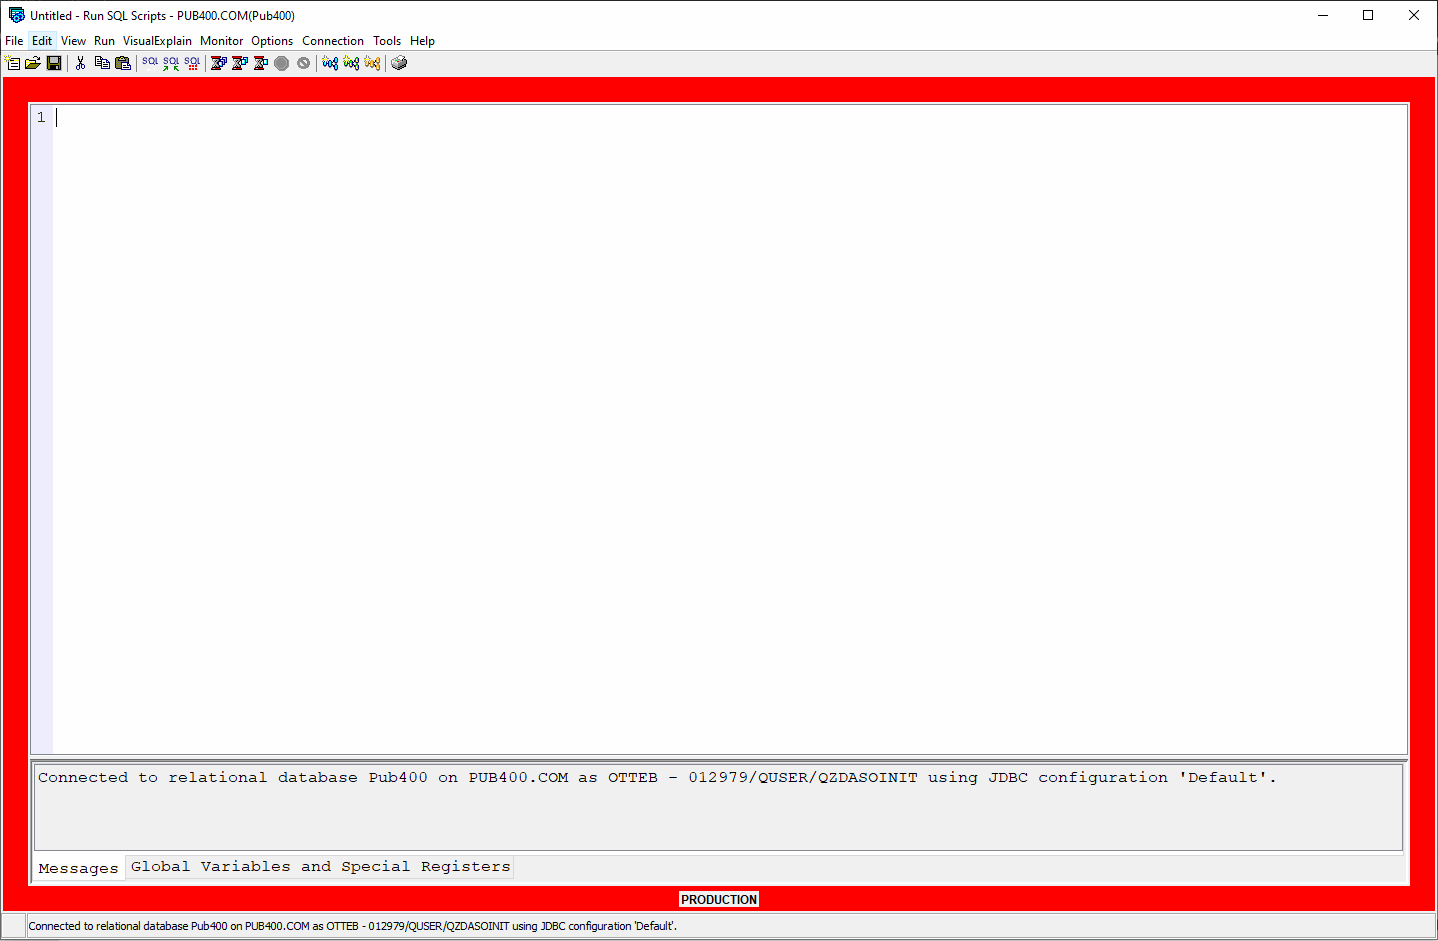 Untitled - Run SQL Scripts - PUB400.COM(Pub400)
File Edit View Run VisualExplain Monitor Options Connection Tools Help
SQL SQL SQL
1
Connected to relational database Pub400 on PUB400.COM as OTTEB - 012979/QUSER/QZDASOINIT using JDBC configuration 'Default'.
Messages Global Variables and Special Registers
PRODUCTION
Connected to relational database Pub400 on PUB400.COM as OTTEB - 012979/QUSER/QZDASOINIT using JDBC configuration 'Default'.